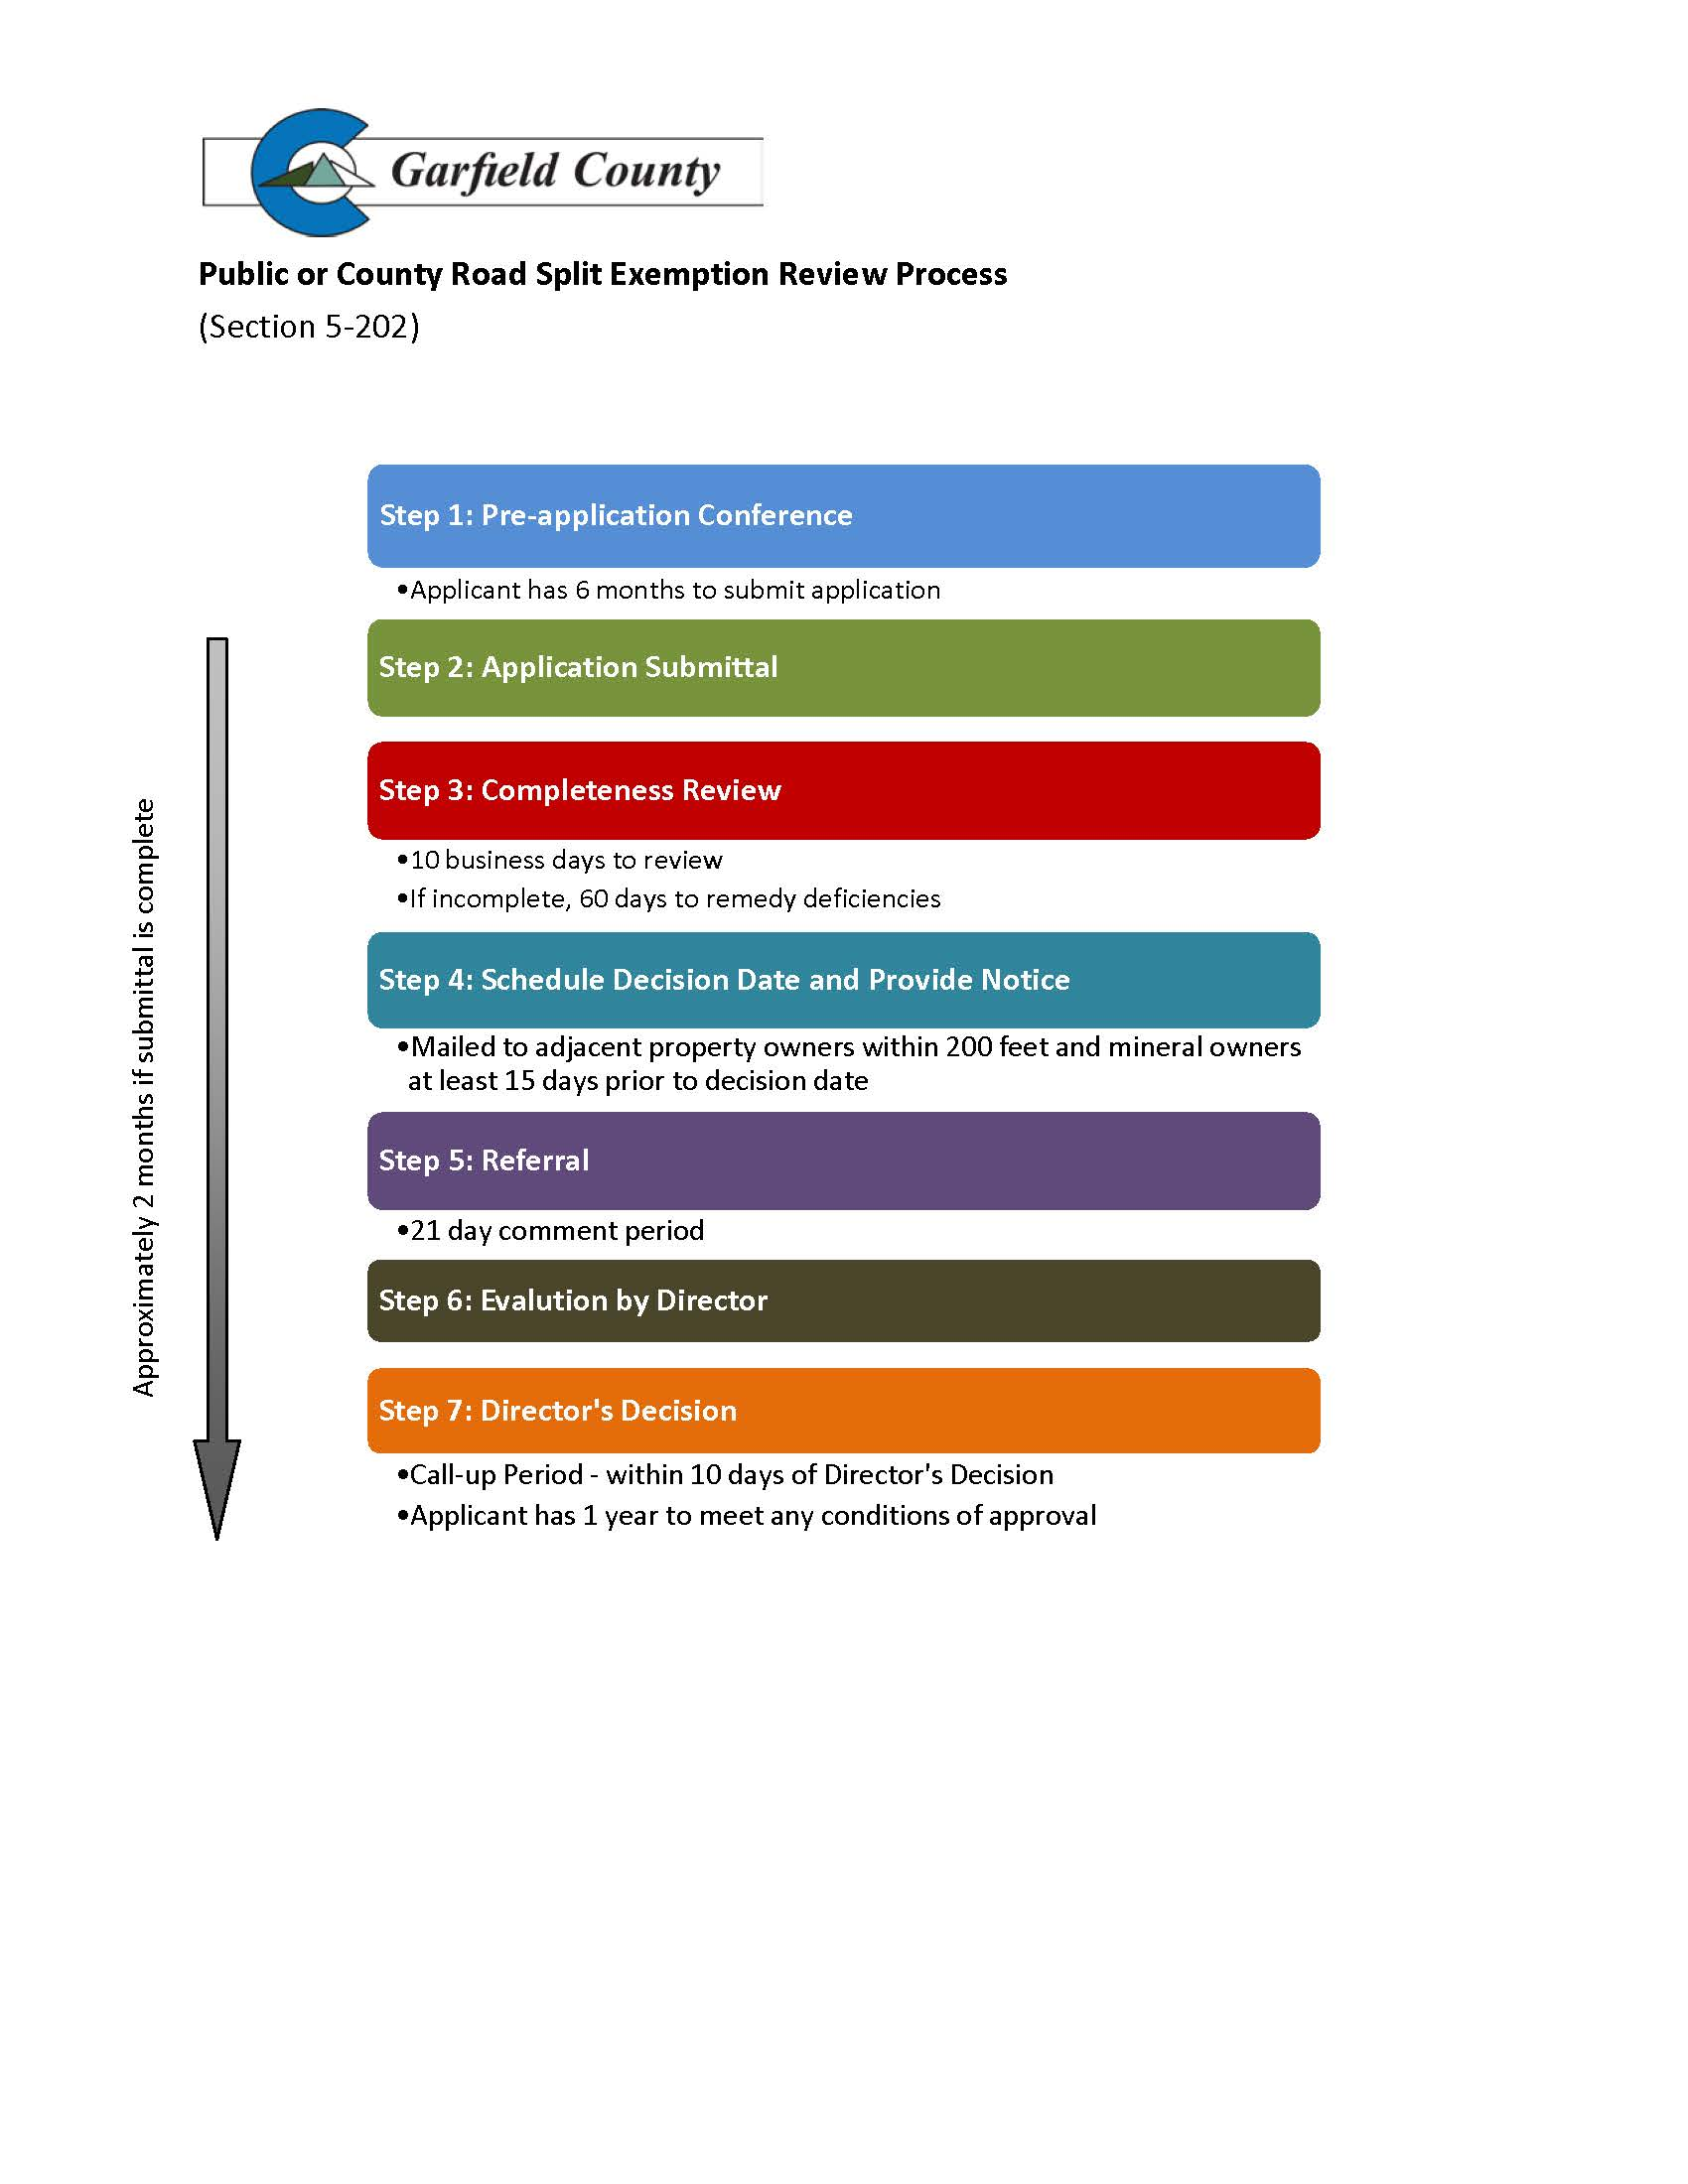 Garfield County
Public or County Road Split Exemption Review Process
(Section 5-202)
Step 1: Pre-application Conference
•Applicant has 6 months to submit application
Step 2: Application Submittal
Step 3: Completeness Review
•10 business days to review
•If incomplete, 60 days to remedy deficiencies
Step 4: Schedule Decision Date and Provide Notice
•Mailed to adjacent property owners within 200 feet and mineral owners
at least 15 days prior to decision date
Step 5: Referral
•21 day comment period
Step 6: Evalution by Director
Step 7: Director's Decision
•Call-up Period - within 10 days of Director's Decision
•Applicant has 1 year to meet any conditions of approval
Approximately 2 months if submittal is complete